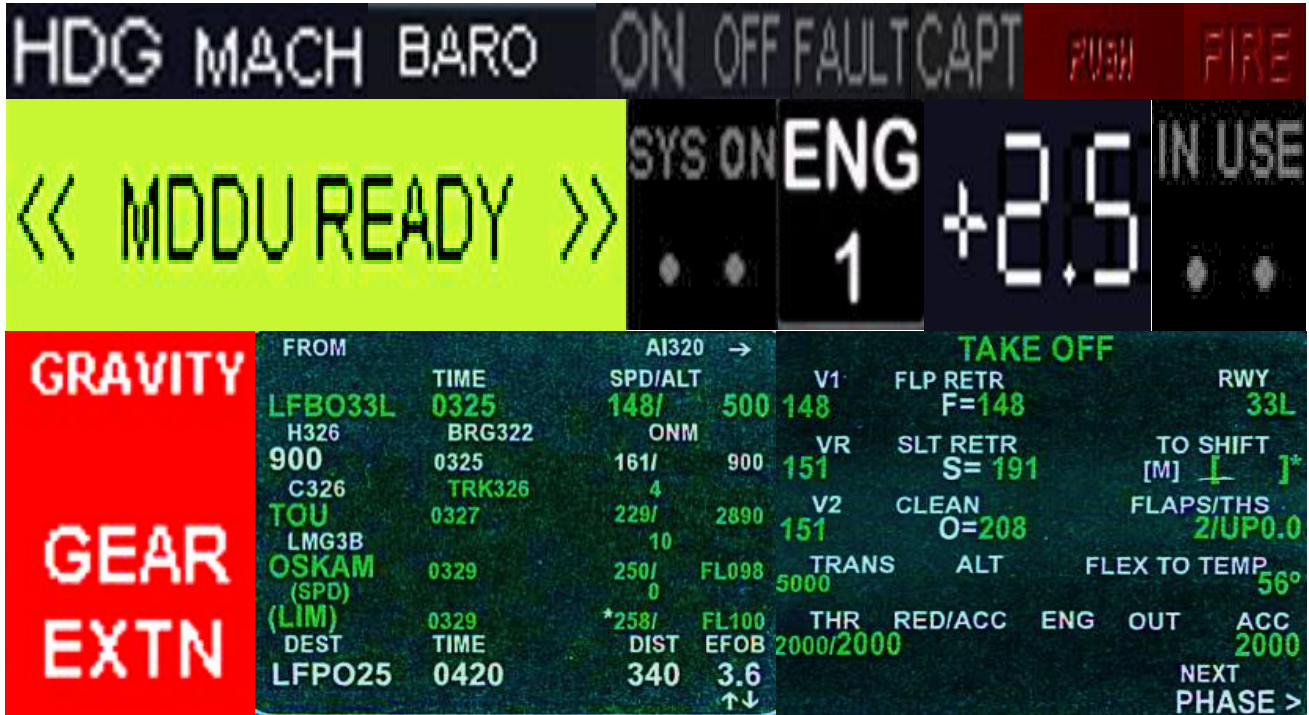 HDG MACH BARO ON OFF FAULT CAPT PUSH FIRE
<< MDDU READY >>
SYS ON
ENG
1
+2.5
IN USE
GRAVITY
GEAR
EXTN
FROM AI320 →
TIME SPD/ALT
LFBO33L 0325 148/ 500
H326 BRG322 ONM
900 0325 161/ 900
C326 TRK326 4
TOU 0327 229/ 2890
LMG3B 10
OSKAM 0329 250/ FL098
(SPD) 0
(LIM) 0329 *258/ FL100
DEST TIME DIST EFOB
LFPO25 0420 340 3.6
↑↓
TAKE OFF
V1 FLP RETR RWY
148 F=148 33L
VR SLT RETR TO SHIFT
151 S= 191 [M] [ ]*
V2 CLEAN FLAPS/THS
151 O=208 2/UP0.0
TRANS ALT FLEX TO TEMP
5000 56°
THR RED/ACC ENG OUT ACC
2000/2000 2000
NEXT
PHASE >